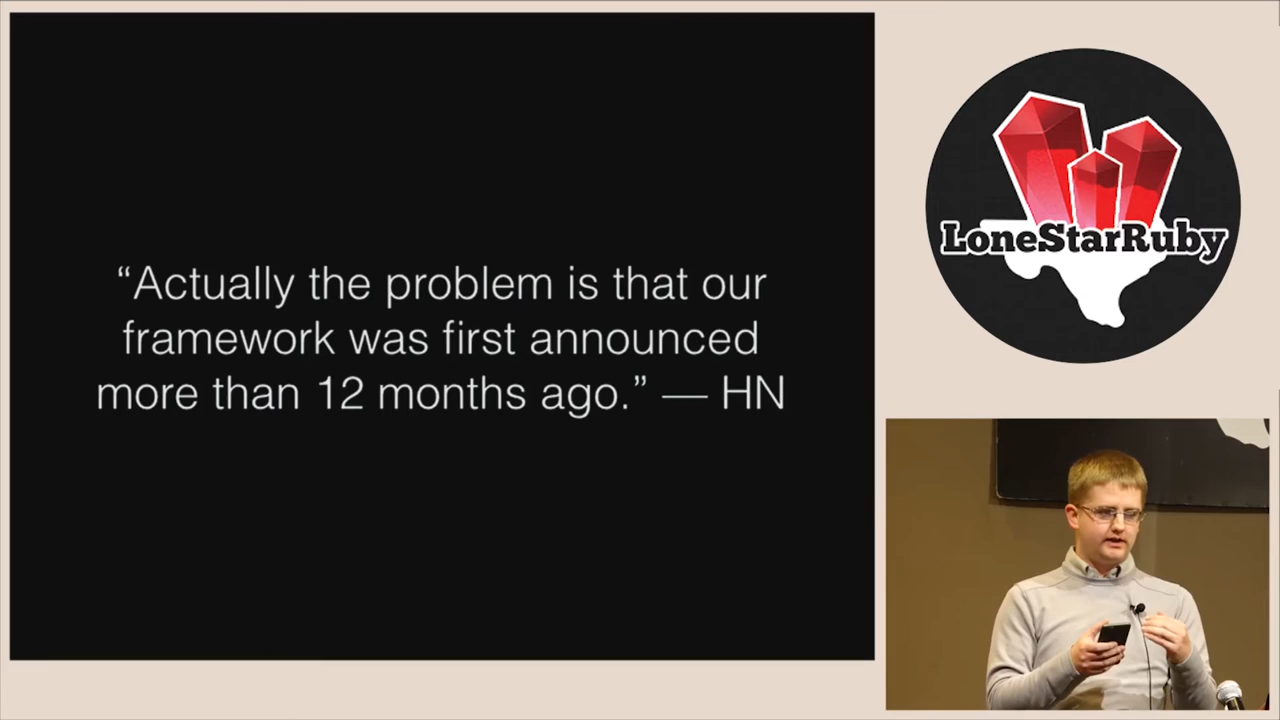 “Actually the problem is that our
framework was first announced
more than 12 months ago.” — HN
LoneStarRuby